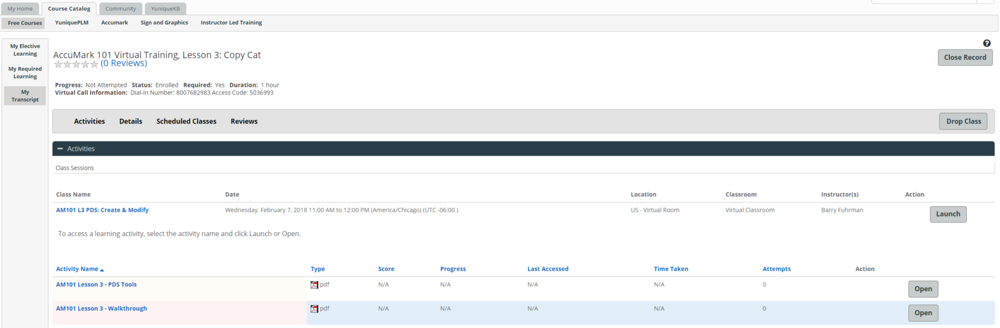 My Home Course Catalog Community YuniqueKB
Free Courses YuniquePLM Accumark Sign and Graphics Instructor Led Training
My Elective
Learning
My Required
Learning
My
Transcript
?
AccuMark 101 Virtual Training, Lesson 3: Copy Cat
(0 Reviews)
Close Record
Progress: Not Attempted Status: Enrolled Required: Yes Duration: 1 hour
Virtual Call Information: Dial-In Number: 8007682983 Access Code: 5036993
Activities Details Scheduled Classes Reviews Drop Class
Activities
Class Sessions
Class Name Date Location Classroom Instructor(s) Action
AM101 L3 PDS: Create & Modify Wednesday, February 7, 2018 11:00 AM to 12:00 PM (America/Chicago) (UTC -06:00 ) US - Virtual Room Virtual Classroom Barry Fuhrman Launch
To access a learning activity, select the activity name and click Launch or Open.
Activity Name Type Score Progress Last Accessed Time Taken Attempts Action
AM101 Lesson 3 - PDS Tools pdf N/A N/A N/A N/A 0 Open
AM101 Lesson 3 - Walkthrough pdf N/A N/A N/A N/A 0 Open